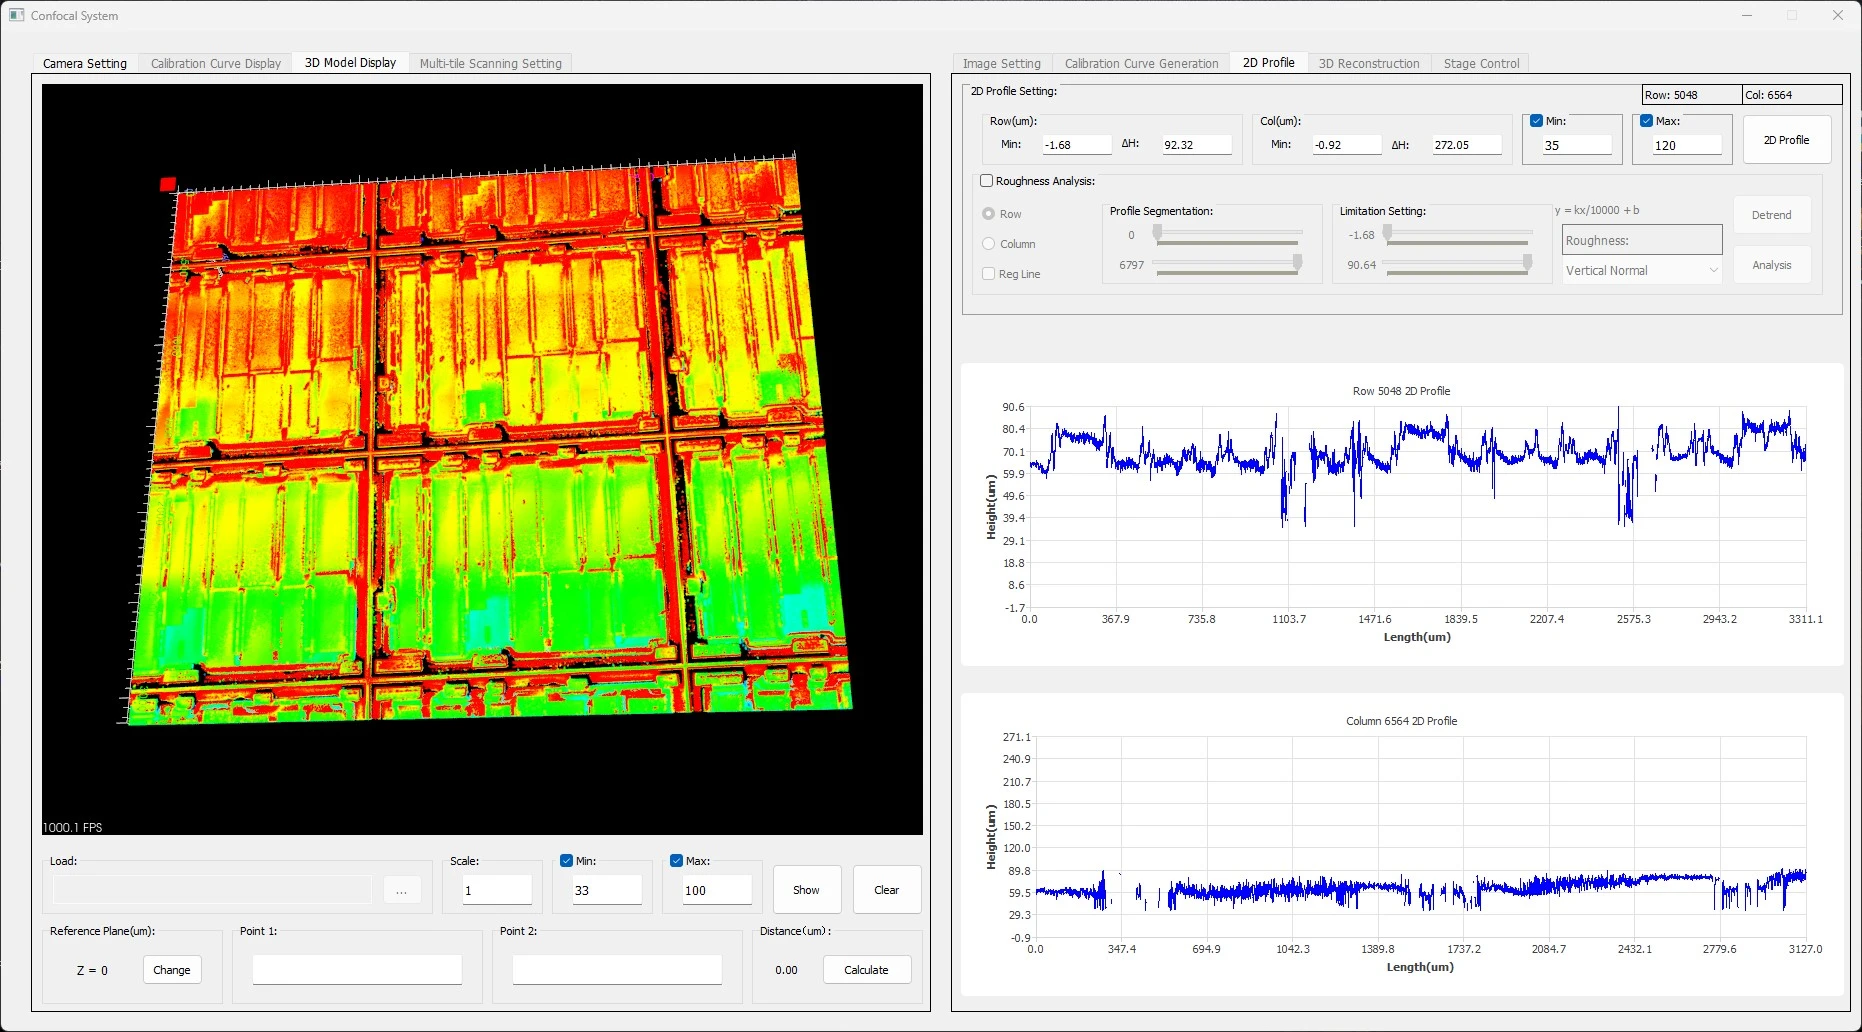 Confocal System
Camera Setting
Calibration Curve Display
3D Model Display
Multi-tile Scanning Setting
1000.1 FPS
Load:
...
Scale:
1
Min:
33
Max:
100
Show
Clear
Reference Plane(um):
Z = 0
Change
Point 1:
Point 2:
Distance(um):
0.00
Calculate
Image Setting
Calibration Curve Generation
2D Profile
3D Reconstruction
Stage Control
2D Profile Setting:
Row: 5048
Col: 6564
Row(um):
Min: -1.68 ΔH: 92.32
Col(um):
Min: -0.92 ΔH: 272.05
Min:
35
Max:
120
2D Profile
Roughness Analysis:
Row
Column
Reg Line
Profile Segmentation:
0
6797
Limitation Setting:
-1.68
90.64
y = kx/10000 + b
Roughness:
Vertical Normal
Detrend
Analysis
Row 5048 2D Profile
90.6
80.4
70.1
59.9
49.6
39.4
29.1
18.8
8.6
-1.7
Height(um)
0.0 367.9 735.8 1103.7 1471.6 1839.5 2207.4 2575.3 2943.2 3311.1
Length(um)
Column 6564 2D Profile
271.1
240.9
210.7
180.5
150.2
120.0
89.8
59.5
29.3
-0.9
Height(um)
0.0 347.4 694.9 1042.3 1389.8 1737.2 2084.7 2432.1 2779.6 3127.0
Length(um)